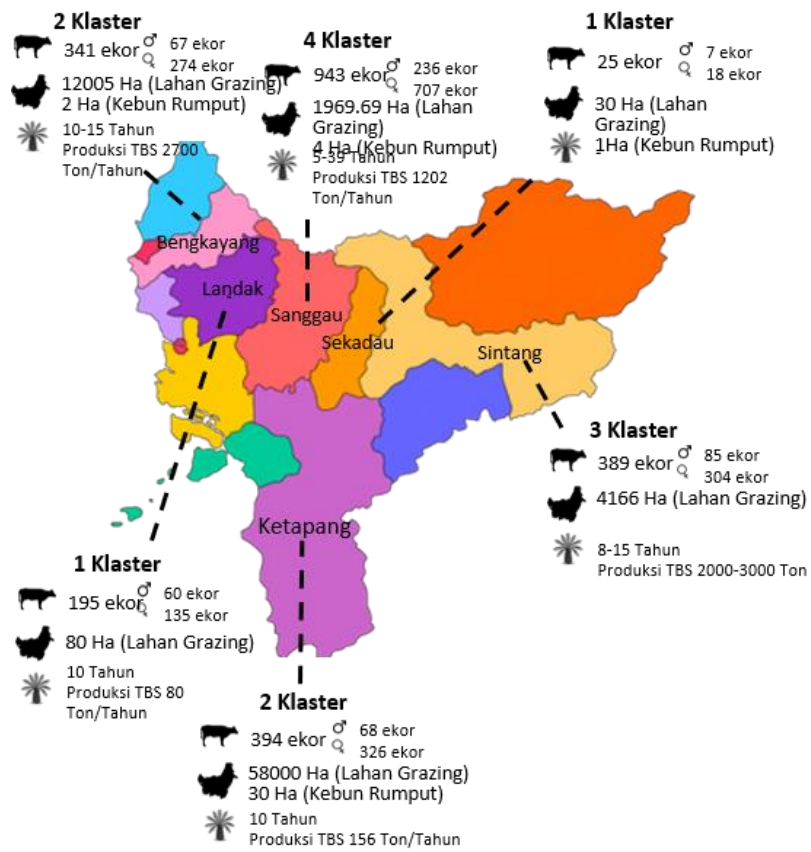 2 Klaster
341 ekor
♂ 67 ekor
♀ 274 ekor
12005 Ha (Lahan Grazing)
2 Ha (Kebun Rumput)
10-15 Tahun
Produksi TBS 2700
Ton/Tahun
4 Klaster
943 ekor
♂ 236 ekor
♀ 707 ekor
1969.69 Ha (Lahan
Grazing)
4 Ha (Kebun Rumput)
5-39 Tahun
Produksi TBS 1202
Ton/Tahun
1 Klaster
25 ekor
♂ 7 ekor
♀ 18 ekor
30 Ha (Lahan
Grazing)
1Ha (Kebun Rumput)
-
Bengkayang
Landak
Sanggau
Sekadau
Sintang
Ketapang
3 Klaster
389 ekor
♂ 85 ekor
♀ 304 ekor
4166 Ha (Lahan Grazing)
8-15 Tahun
Produksi TBS 2000-3000 Ton
1 Klaster
195 ekor
♂ 60 ekor
♀ 135 ekor
80 Ha (Lahan Grazing)
10 Tahun
Produksi TBS 80
Ton/Tahun
2 Klaster
394 ekor
♂ 68 ekor
♀ 326 ekor
58000 Ha (Lahan Grazing)
30 Ha (Kebun Rumput)
10 Tahun
Produksi TBS 156 Ton/Tahun